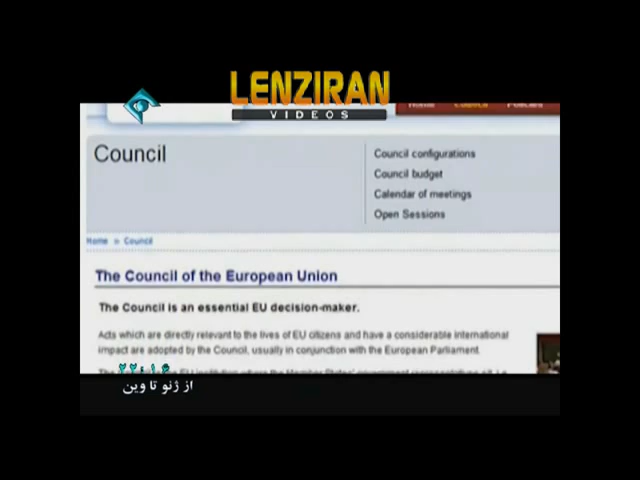 LENZIRAN
VIDEOS
Home Council Policies
Council
Council configurations
Council budget
Calendar of meetings
Open Sessions
Home » Council
The Council of the European Union
The Council is an essential EU decision-maker.
Acts which are directly relevant to the lives of EU citizens and have a considerable international
impact are adopted by the Council, usually in conjunction with the European Parliament.
از ژنو تا وین